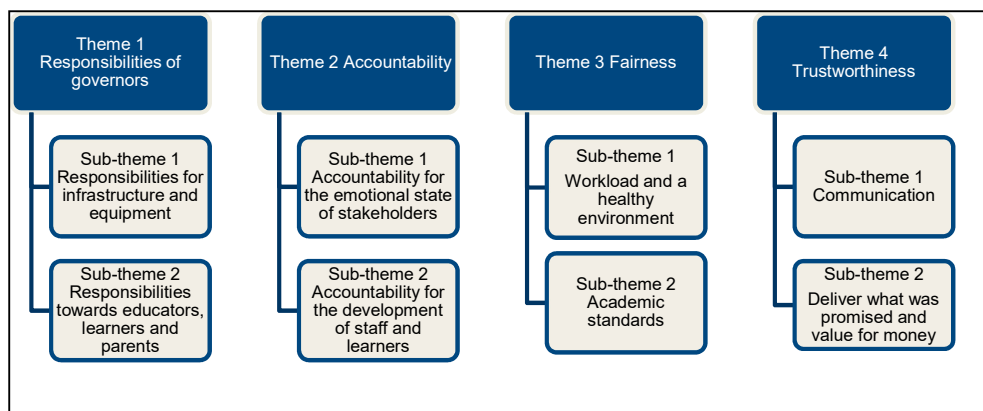 Theme 1
Responsibilities of
governors
Sub-theme 1
Responsibilities for
infrastructure and
equipment
Sub-theme 2
Responsibilities
towards educators,
learners and
parents
Theme 2 Accountability
Sub-theme 1
Accountability for
the emotional state
of stakeholders
Sub-theme 2
Accountability for
the development
of staff and
learners
Theme 3 Fairness
Sub-theme 1
Workload and a
healthy
environment
Sub-theme 2
Academic
standards
Theme 4
Trustworthiness
Sub-theme 1
Communication
Sub-theme 2
Deliver what was
promised and
value for money